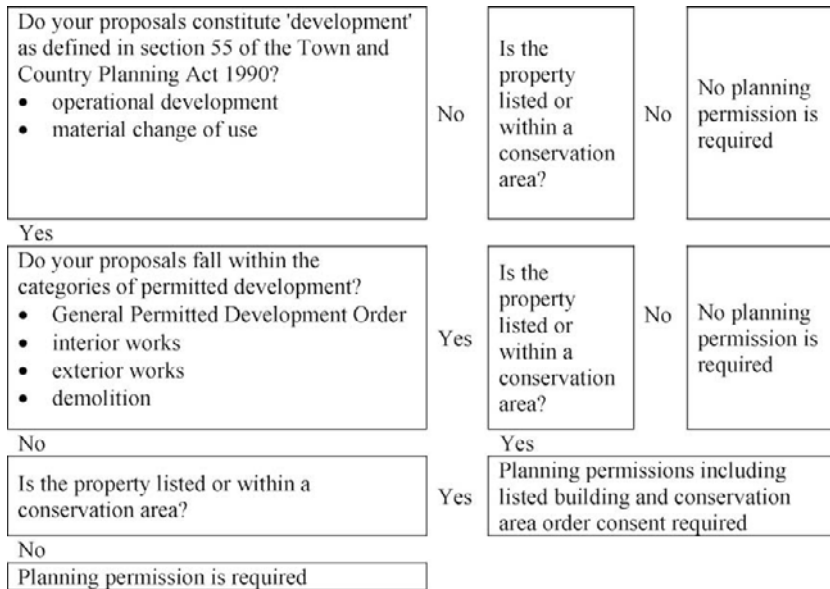 Do your proposals constitute 'development'
as defined in section 55 of the Town and
Country Planning Act 1990?
• operational development
• material change of use
No
Is the
property
listed or
within a
conservation
area?
No
No planning
permission is
required
Yes
Do your proposals fall within the
categories of permitted development?
• General Permitted Development Order
• interior works
• exterior works
• demolition
Yes
Is the
property
listed or
within a
conservation
area?
No
No planning
permission is
required
No
Yes
Is the property listed or within a
conservation area?
Yes
Planning permissions including
listed building and conservation
area order consent required
No
Planning permission is required